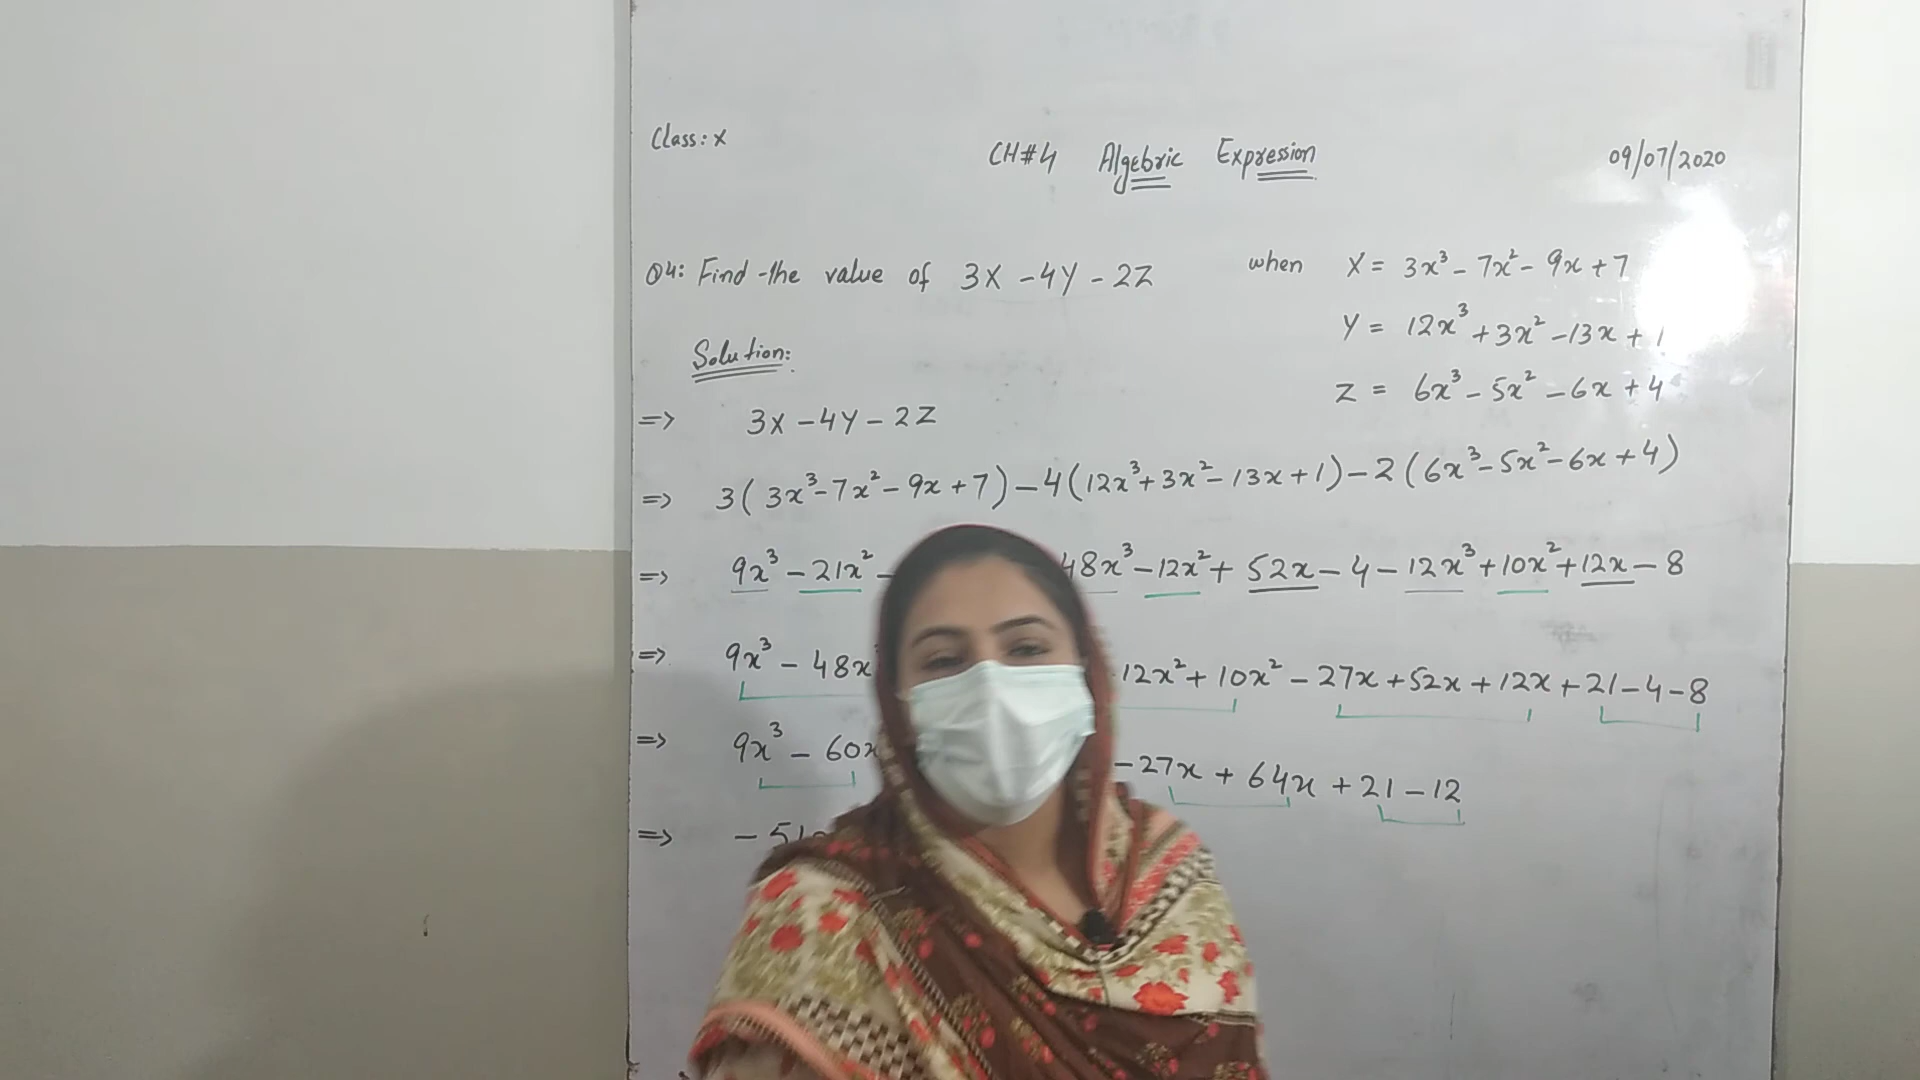 Class: X
CH#4 Algebric Expression
09/07/2020
Q4: Find the value of 3X - 4Y - 2Z when X = 3x³ - 7x² - 9x + 7
Y = 12x³ + 3x² - 13x + 1
Z = 6x³ - 5x² - 6x + 4
Solution:
=> 3X - 4Y - 2Z
=> 3(3x³ - 7x² - 9x + 7) - 4(12x³ + 3x² - 13x + 1) - 2(6x³ - 5x² - 6x + 4)
=> 9x³ - 21x² - 48x³ - 12x² + 52x - 4 - 12x³ + 10x² + 12x - 8
=> 9x³ - 48x 12x² + 10x² - 27x + 52x + 12x + 21 - 4 - 8
=> 9x³ - 60x - 27x + 64x + 21 - 12
=> - 51